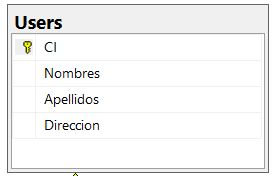 Users
CI
Nombres
Apellidos
Direccion